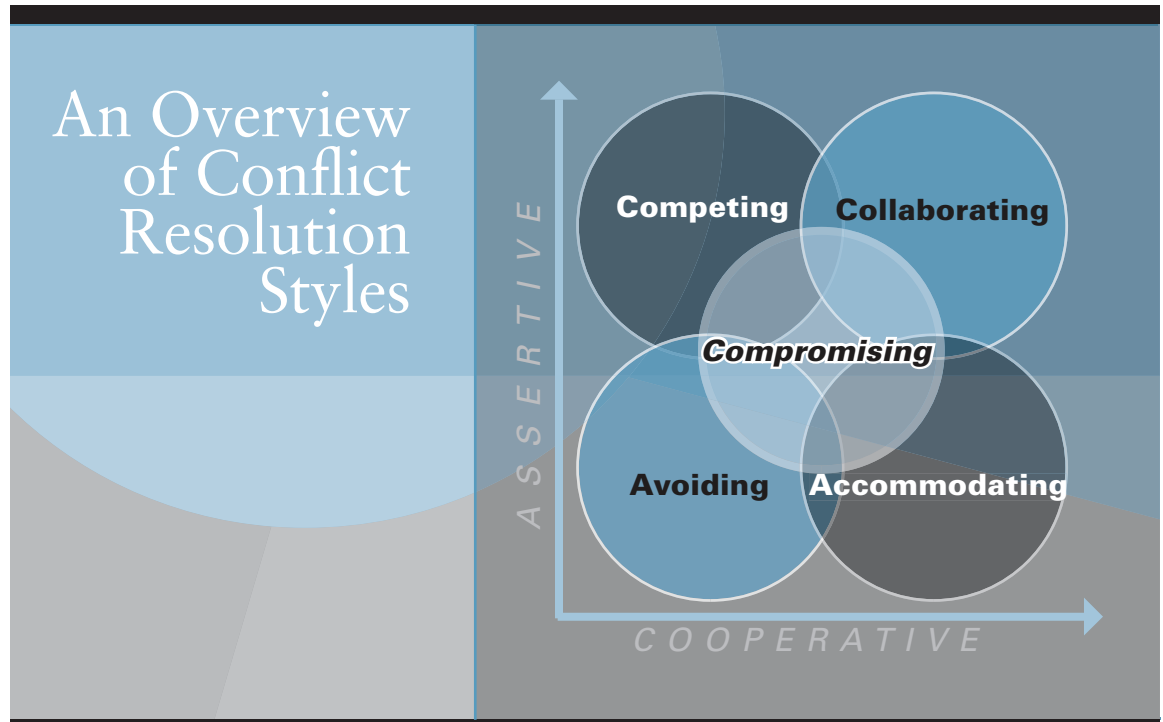 An Overview
of Conflict
Resolution
Styles
ASSERTIVE
Competing
Collaborating
Compromising
Avoiding
Accommodating
COOPERATIVE